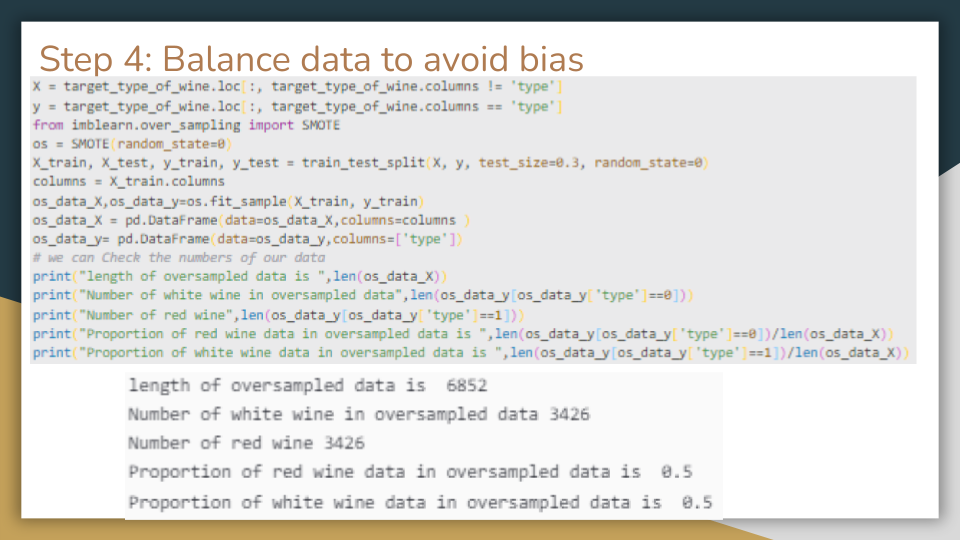 Step 4: Balance data to avoid bias
X = target_type_of_wine.loc[:, target_type_of_wine.columns != 'type']
y = target_type_of_wine.loc[:, target_type_of_wine.columns == 'type']
from imblearn.over_sampling import SMOTE
os = SMOTE(random_state=0)
X_train, X_test, y_train, y_test = train_test_split(X, y, test_size=0.3, random_state=0)
columns = X_train.columns
os_data_X,os_data_y=os.fit_sample(X_train, y_train)
os_data_X = pd.DataFrame(data=os_data_X,columns=columns )
os_data_y= pd.DataFrame(data=os_data_y,columns=['type'])
# we can Check the numbers of our data
print("length of oversampled data is ",len(os_data_X))
print("Number of white wine in oversampled data",len(os_data_y[os_data_y['type']==0]))
print("Number of red wine",len(os_data_y[os_data_y['type']==1]))
print("Proportion of red wine data in oversampled data is ",len(os_data_y[os_data_y['type']==0])/len(os_data_X))
print("Proportion of white wine data in oversampled data is ",len(os_data_y[os_data_y['type']==1])/len(os_data_X))
length of oversampled data is  6852
Number of white wine in oversampled data 3426
Number of red wine 3426
Proportion of red wine data in oversampled data is  0.5
Proportion of white wine data in oversampled data is  0.5